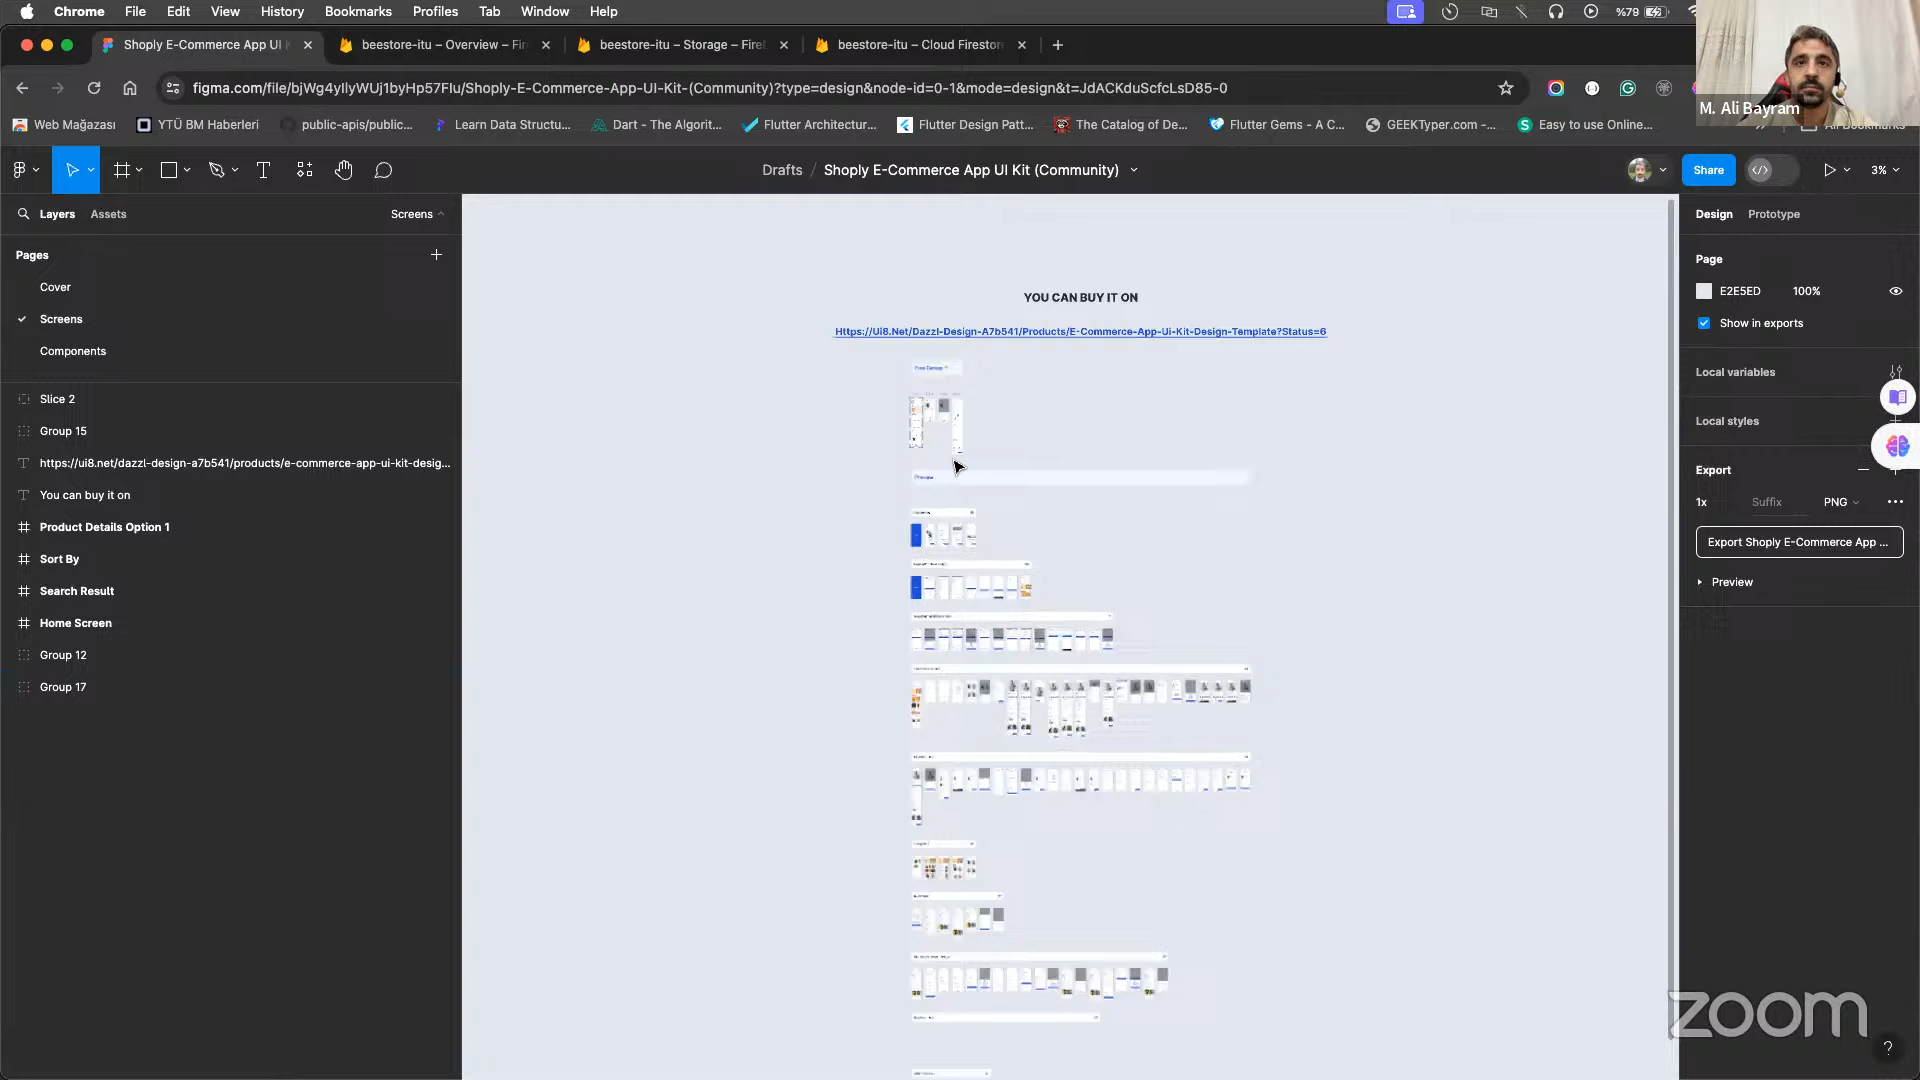 Chrome File Edit View History Bookmarks Profiles Tab Window Help
%79
Shoply E-Commerce App UI
beestore-itu – Overview – Fir
beestore-itu – Storage – Fire
beestore-itu – Cloud Firestor
figma.com/file/bjWg4yIlyWUj1byHp57FIu/Shoply-E-Commerce-App-UI-Kit-(Community)?type=design&node-id=0-1&mode=design&t=JdACKduScfcLsD85-0
M. Ali Bayram
Web Mağazası
YTÜ BM Haberleri
public-apis/public...
Learn Data Structu...
Dart - The Algorit...
Flutter Architectur...
Flutter Design Patt...
The Catalog of De...
Flutter Gems - A C...
GEEKTyper.com -...
Easy to use Online...
All Bookmarks
Drafts / Shoply E-Commerce App UI Kit (Community)
Share
3%
Layers Assets Screens
Pages
Cover
Screens
Components
Slice 2
Group 15
https://ui8.net/dazzl-design-a7b541/products/e-commerce-app-ui-kit-desig...
You can buy it on
Product Details Option 1
Sort By
Search Result
Home Screen
Group 12
Group 17
YOU CAN BUY IT ON
Https://Ui8.Net/Dazzl-Design-A7b541/Products/E-Commerce-App-Ui-Kit-Design-Template?Status=6
Preview
Design Prototype
Page
E2E5ED 100%
Show in exports
Local variables
Local styles
Export
1x Suffix PNG
Export Shoply E-Commerce App ...
Preview
zoom
?